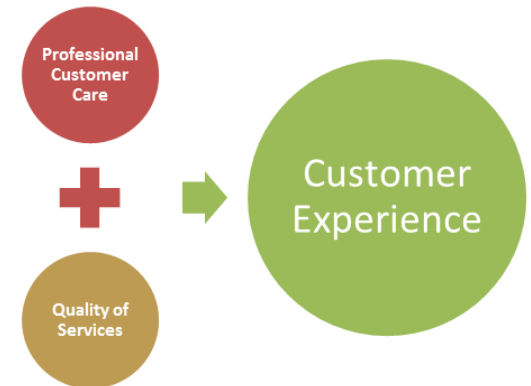 Professional
Customer
Care
Quality of
Services
Customer
Experience